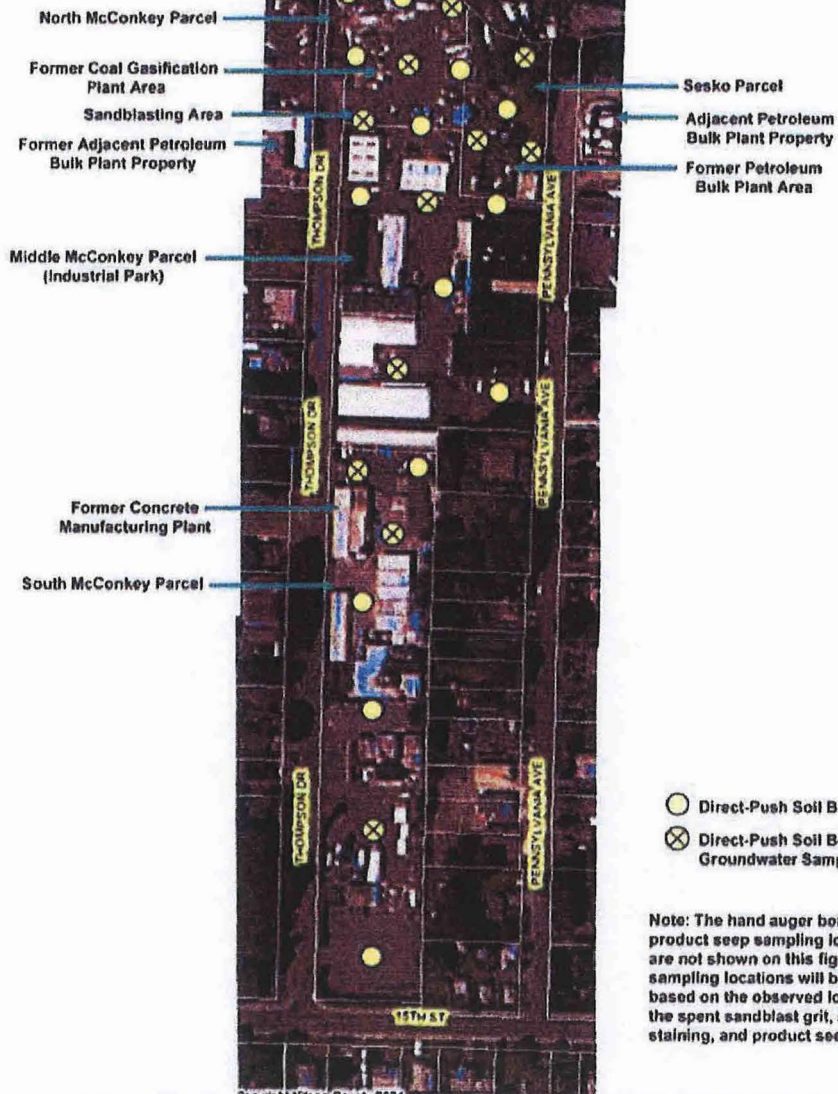 North McConkey Parcel
Former Coal Gasification
Plant Area
Sandblasting Area
Former Adjacent Petroleum
Bulk Plant Property
Sesko Parcel
Adjacent Petroleum
Bulk Plant Property
Former Petroleum
Bulk Plant Area
THOMPSON DR
PENNSYLVANIA AVE
Middle McConkey Parcel
(Industrial Park)
THOMPSON DR
PENNSYLVANIA AVE
Former Concrete
Manufacturing Plant
South McConkey Parcel
THOMPSON DR
PENNSYLVANIA AVE
15TH ST
Direct-Push Soil B
Direct-Push Soil B
Groundwater Samp
Note: The hand auger bor
product seep sampling lo
are not shown on this fig
sampling locations will b
based on the observed lo
the spent sandblast grit,
staining, and product see